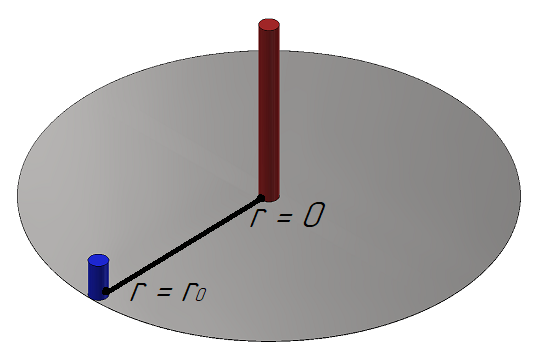 r = 0
r = r₀